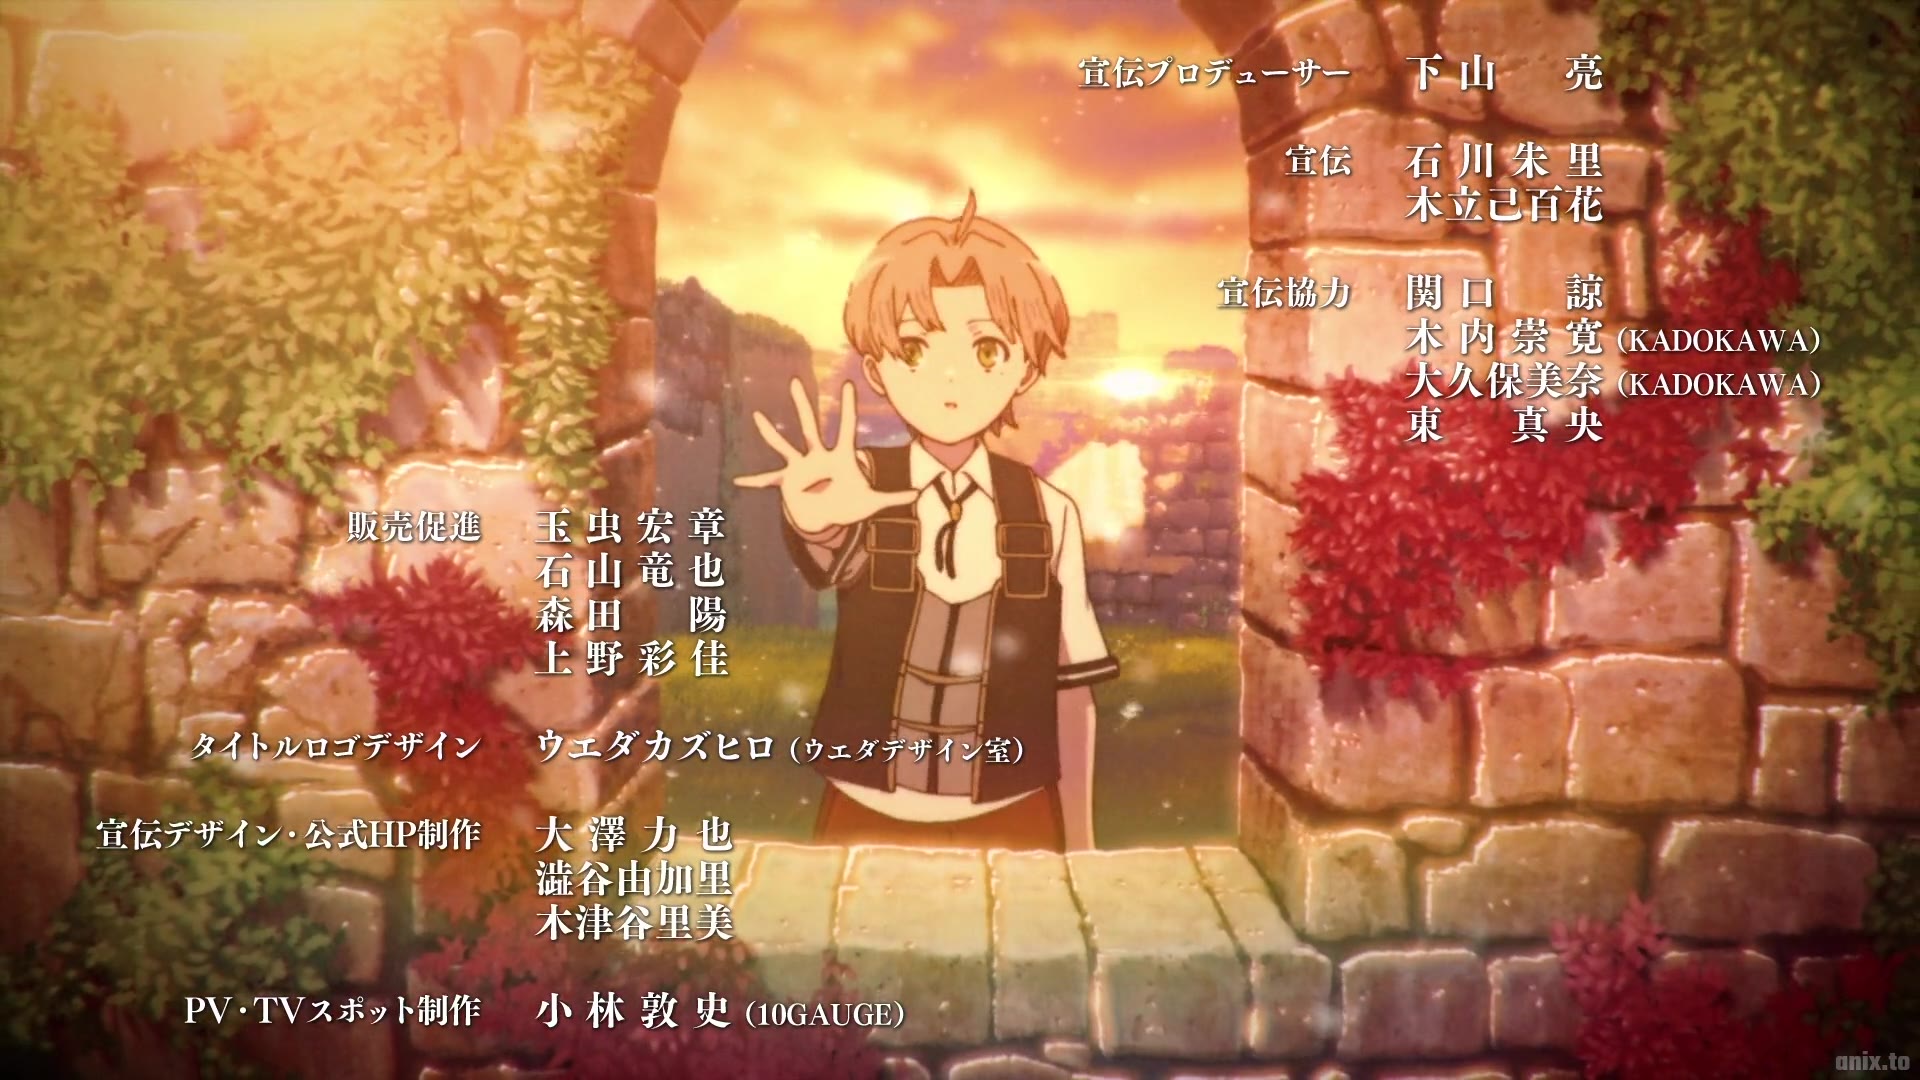 宣伝プロデューサー 下山 亮
宣伝 石川朱里
木立己百花
宣伝協力 関口 諒
木内崇寛 (KADOKAWA)
大久保美奈 (KADOKAWA)
東 真央
販売促進 玉虫宏章
石山竜也
森田 陽
上野彩佳
タイトルロゴデザイン ウエダカズヒロ (ウエダデザイン室)
宣伝デザイン・公式HP制作 大澤力也
澁谷由加里
木津谷里美
PV・TVスポット制作 小林敦史 (10GAUGE)
anix.to